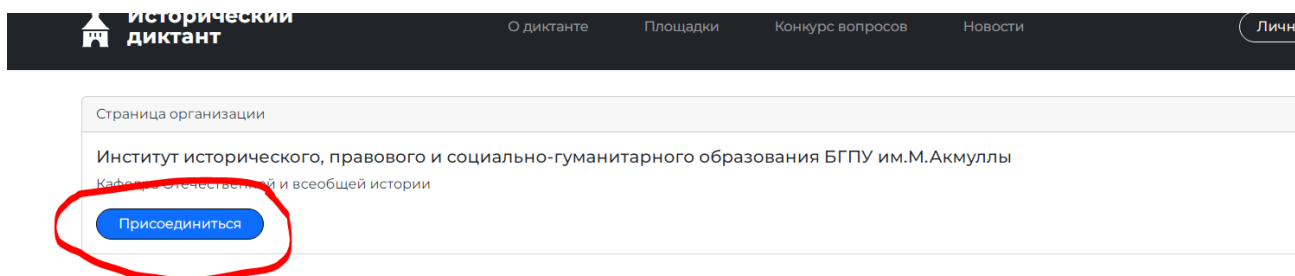 Исторический
диктант
О диктанте Площадки Конкурс вопросов Новости
Страница организации
Институт исторического, правового и социально-гуманитарного образования БГПУ им.М.Акмуллы
Кафедра Отечественной и всеобщей истории
Присоединиться